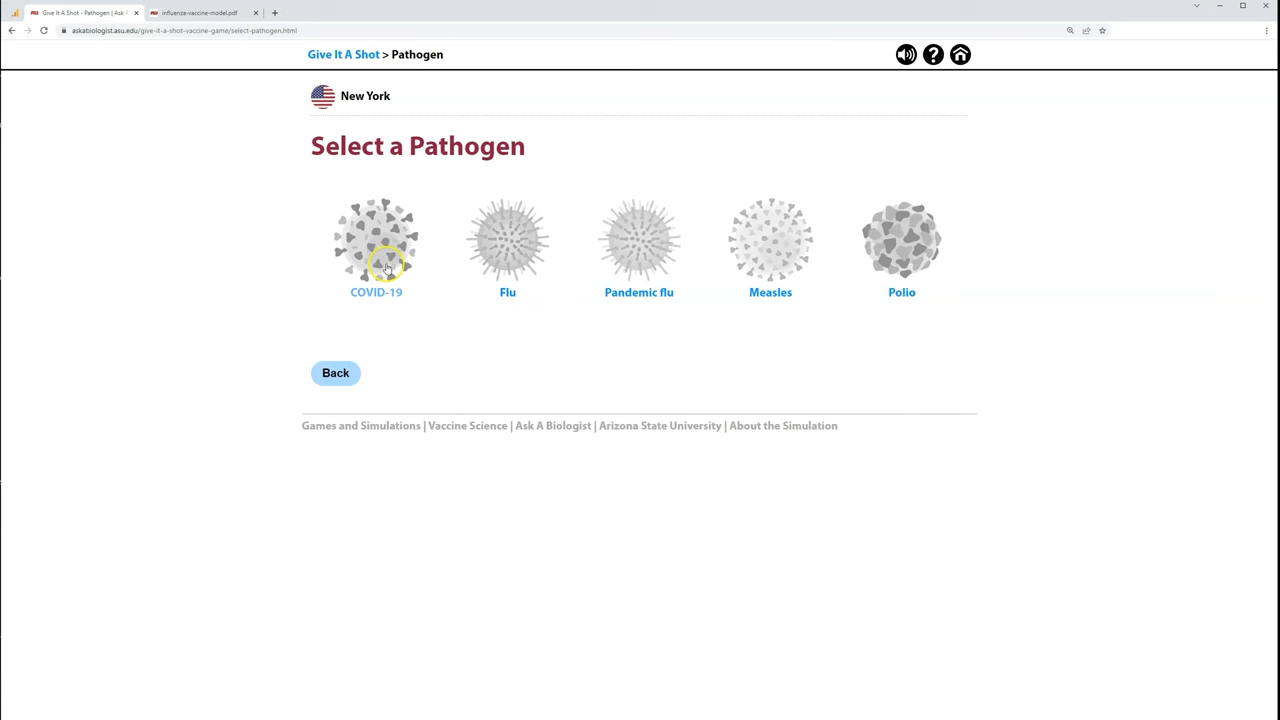 Give It A Shot - Pathogen | Ask A
influenza-vaccine-model.pdf
askabiologist.asu.edu/give-it-a-shot-vaccine-game/select-pathogen.html
Give It A Shot > Pathogen
New York
Select a Pathogen
COVID-19
Flu
Pandemic flu
Measles
Polio
Back
Games and Simulations | Vaccine Science | Ask A Biologist | Arizona State University | About the Simulation